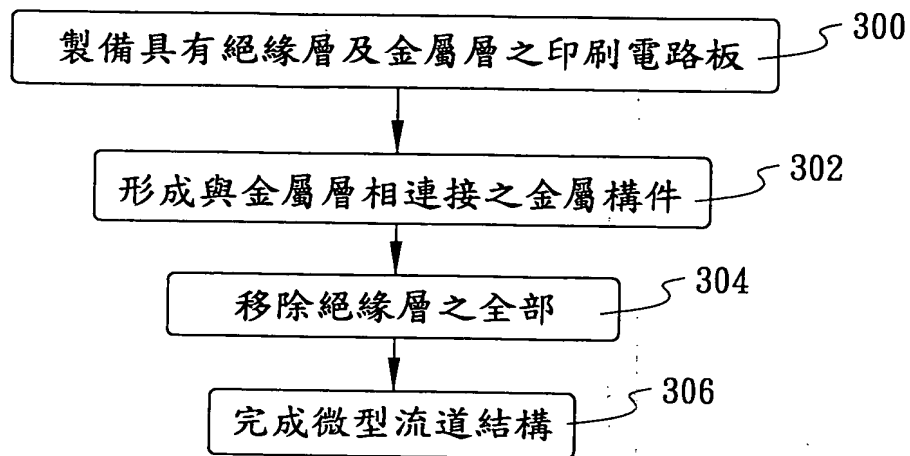 製備具有絕緣層及金屬層之印刷電路板
300
形成與金屬層相連接之金屬構件
302
移除絕緣層之全部
304
完成微型流道結構
306